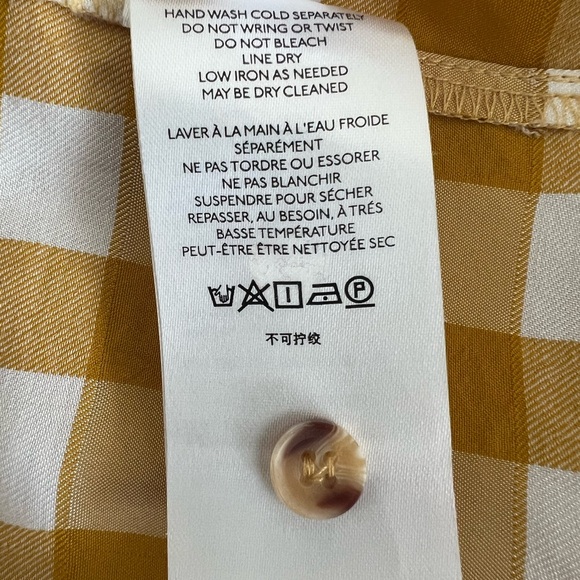 HAND WASH COLD SEPARATELY
DO NOT WRING OR TWIST
DO NOT BLEACH
LINE DRY
LOW IRON AS NEEDED
MAY BE DRY CLEANED
LAVER À LA MAIN À L'EAU FROIDE
SÉPARÉMENT
NE PAS TORDRE OU ESSORER
NE PAS BLANCHIR
SUSPENDRE POUR SÉCHER
REPASSER, AU BESOIN, À TRÉS
BASSE TEMPÉRATURE
PEUT-ÊTRE ÊTRE NETTOYÉE SEC
P
不可拧绞